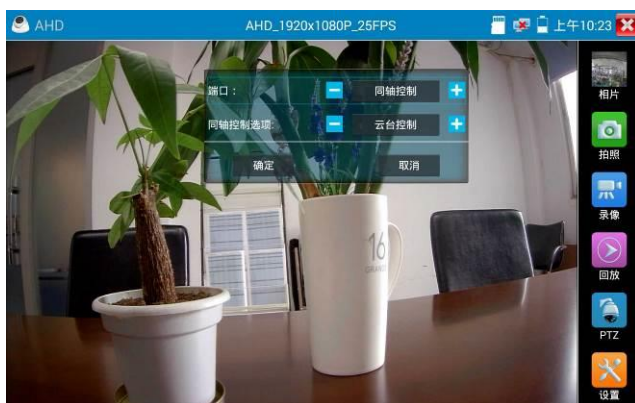 AHD AHD_1920x1080P_25FPS 上午10:23
端口： 同轴控制
同轴控制选项: 云台控制
确定 取消
16
相片
拍照
录像
回放
PTZ
设置